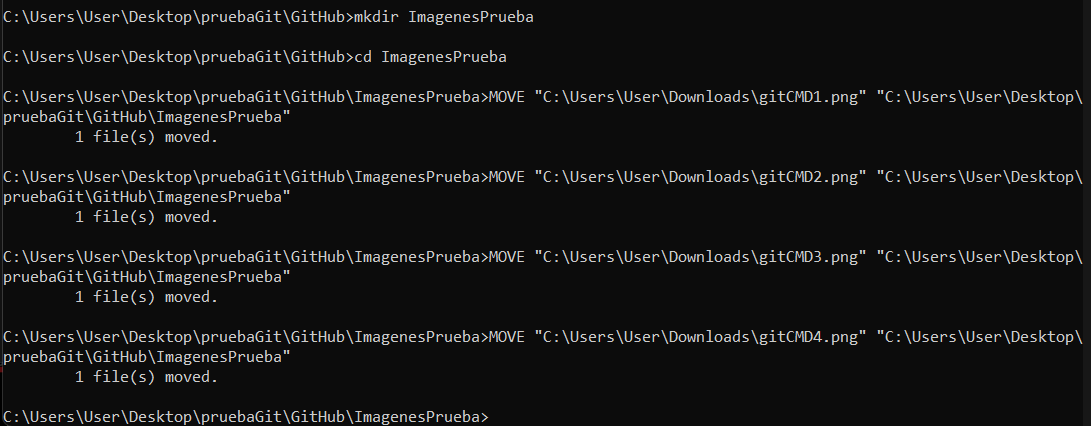 C:\Users\User\Desktop\pruebaGit\GitHub>mkdir ImagenesPrueba
C:\Users\User\Desktop\pruebaGit\GitHub>cd ImagenesPrueba
C:\Users\User\Desktop\pruebaGit\GitHub\ImagenesPrueba>MOVE "C:\Users\User\Downloads\gitCMD1.png" "C:\Users\User\Desktop\
pruebaGit\GitHub\ImagenesPrueba"
        1 file(s) moved.
C:\Users\User\Desktop\pruebaGit\GitHub\ImagenesPrueba>MOVE "C:\Users\User\Downloads\gitCMD2.png" "C:\Users\User\Desktop\
pruebaGit\GitHub\ImagenesPrueba"
        1 file(s) moved.
C:\Users\User\Desktop\pruebaGit\GitHub\ImagenesPrueba>MOVE "C:\Users\User\Downloads\gitCMD3.png" "C:\Users\User\Desktop\
pruebaGit\GitHub\ImagenesPrueba"
        1 file(s) moved.
C:\Users\User\Desktop\pruebaGit\GitHub\ImagenesPrueba>MOVE "C:\Users\User\Downloads\gitCMD4.png" "C:\Users\User\Desktop\
pruebaGit\GitHub\ImagenesPrueba"
        1 file(s) moved.
C:\Users\User\Desktop\pruebaGit\GitHub\ImagenesPrueba>